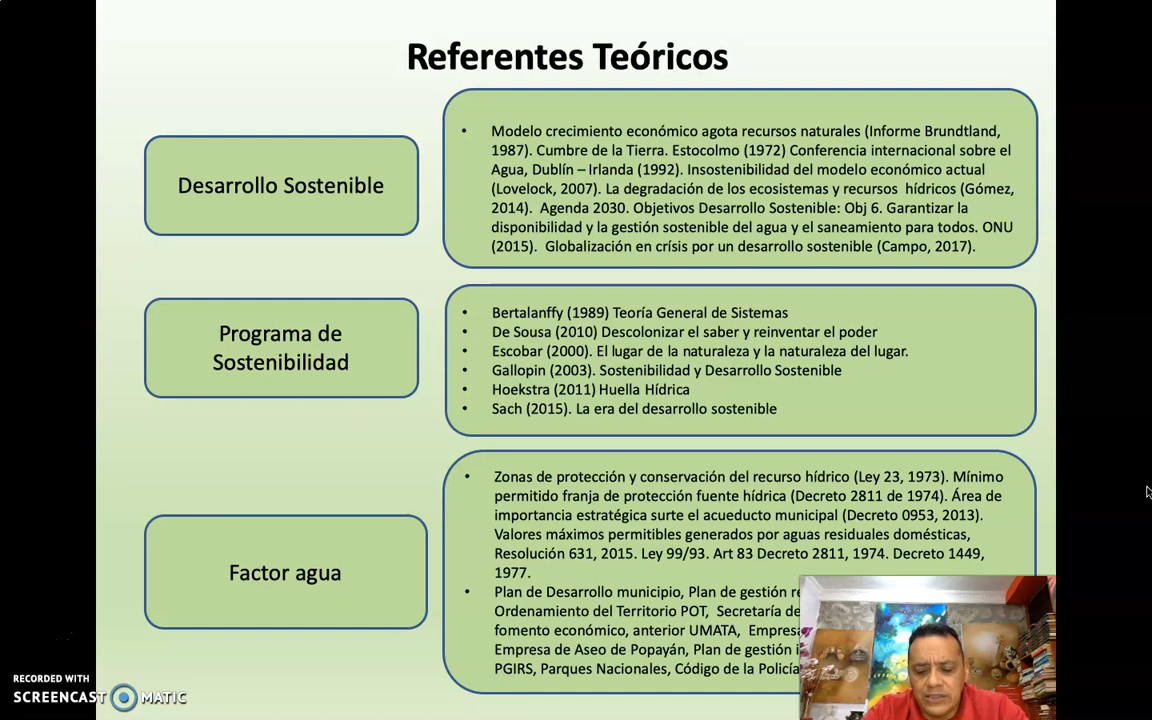 Referentes Teóricos
Desarrollo Sostenible
• Modelo crecimiento económico agota recursos naturales (Informe Brundtland,
1987). Cumbre de la Tierra. Estocolmo (1972) Conferencia internacional sobre el
Agua, Dublín – Irlanda (1992). Insostenibilidad del modelo económico actual
(Lovelock, 2007). La degradación de los ecosistemas y recursos hídricos (Gómez,
2014). Agenda 2030. Objetivos Desarrollo Sostenible: Obj 6. Garantizar la
disponibilidad y la gestión sostenible del agua y el saneamiento para todos. ONU
(2015). Globalización en crísis por un desarrollo sostenible (Campo, 2017).
Programa de
Sostenibilidad
• Bertalanffy (1989) Teoría General de Sistemas
• De Sousa (2010) Descolonizar el saber y reinventar el poder
• Escobar (2000). El lugar de la naturaleza y la naturaleza del lugar.
• Gallopin (2003). Sostenibilidad y Desarrollo Sostenible
• Hoekstra (2011) Huella Hídrica
• Sach (2015). La era del desarrollo sostenible
Factor agua
• Zonas de protección y conservación del recurso hídrico (Ley 23, 1973). Mínimo
permitido franja de protección fuente hídrica (Decreto 2811 de 1974). Área de
importancia estratégica surte el acueducto municipal (Decreto 0953, 2013).
Valores máximos permitibles generados por aguas residuales domésticas,
Resolución 631, 2015. Ley 99/93. Art 83 Decreto 2811, 1974. Decreto 1449,
1977.
• Plan de Desarrollo municipio, Plan de gestión
Ordenamiento del Territorio POT, Secretaría de
fomento económico, anterior UMATA,
Empresa de Aseo de Popayán, Plan de gestión
PGIRS, Parques Nacionales, Código de la Policía
RECORDED WITH
SCREENCAST MATIC